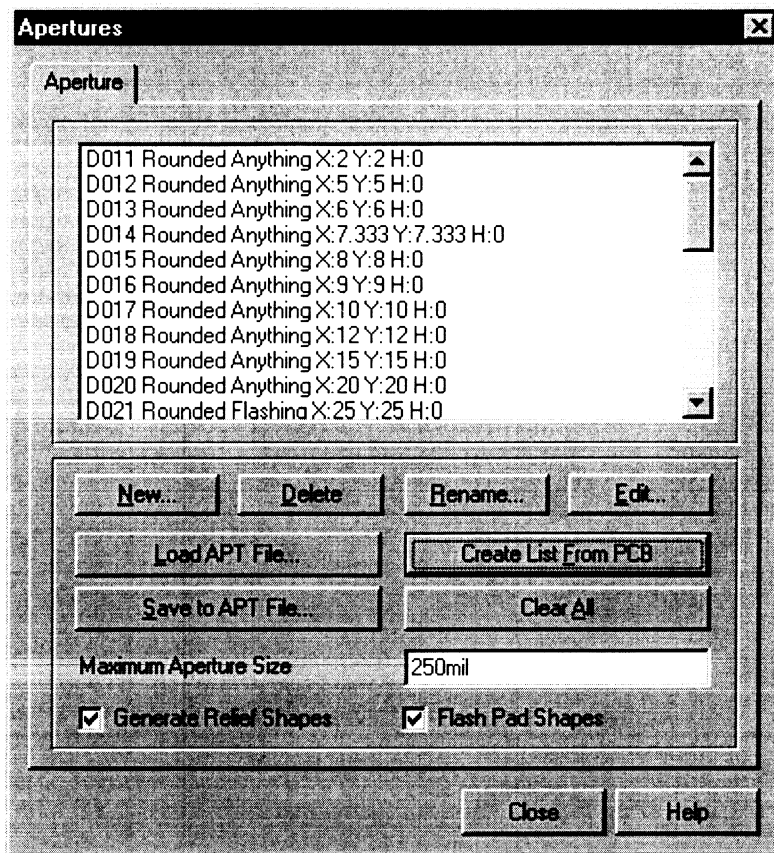 Apertures
Aperture
D011 Rounded Anything X:2 Y:2 H:0
D012 Rounded Anything X:5 Y:5 H:0
D013 Rounded Anything X:6 Y:6 H:0
D014 Rounded Anything X:7.333 Y:7.333 H:0
D015 Rounded Anything X:8 Y:8 H:0
D016 Rounded Anything X:9 Y:9 H:0
D017 Rounded Anything X:10 Y:10 H:0
D018 Rounded Anything X:12 Y:12 H:0
D019 Rounded Anything X:15 Y:15 H:0
D020 Rounded Anything X:20 Y:20 H:0
D021 Rounded Flashing X:25 Y:25 H:0
New... Delete Rename... Edit...
Load APT File... Create List From PCB
Save to APT File... Clear All
Maximum Aperture Size 250mil
Generate Relief Shapes Flash Pad Shapes
Close Help